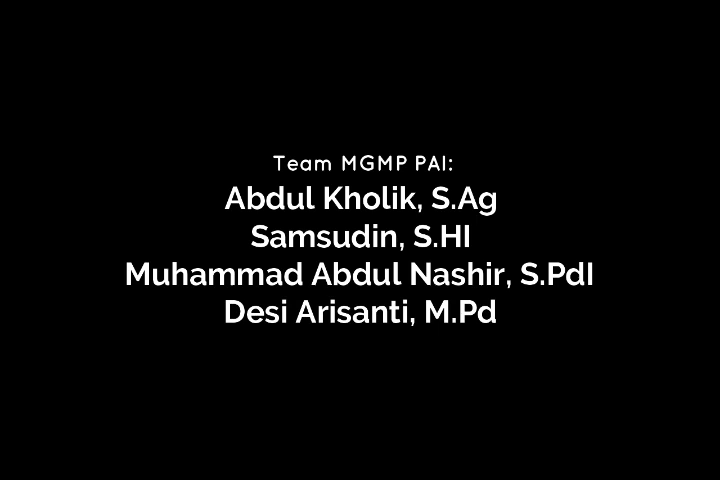 Team MGMP PAI:
Abdul Kholik, S.Ag
Samsudin, S.HI
Muhammad Abdul Nashir, S.PdI
Desi Arisanti, M.Pd